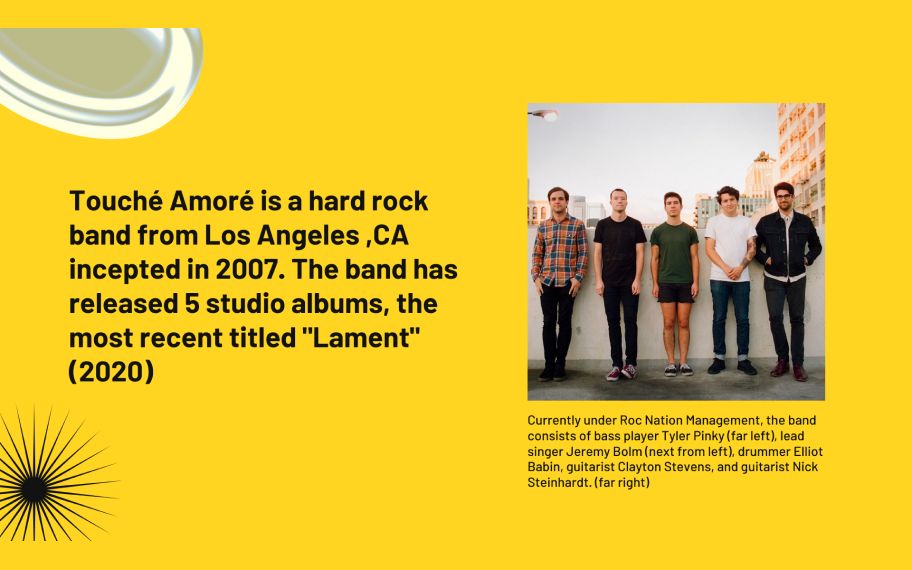 Touché Amoré is a hard rock
band from Los Angeles ,CA
incepted in 2007. The band has
released 5 studio albums, the
most recent titled "Lament"
(2020)
Currently under Roc Nation Management, the band
consists of bass player Tyler Pinky (far left), lead
singer Jeremy Bolm (next from left), drummer Elliot
Babin, guitarist Clayton Stevens, and guitarist Nick
Steinhardt. (far right)